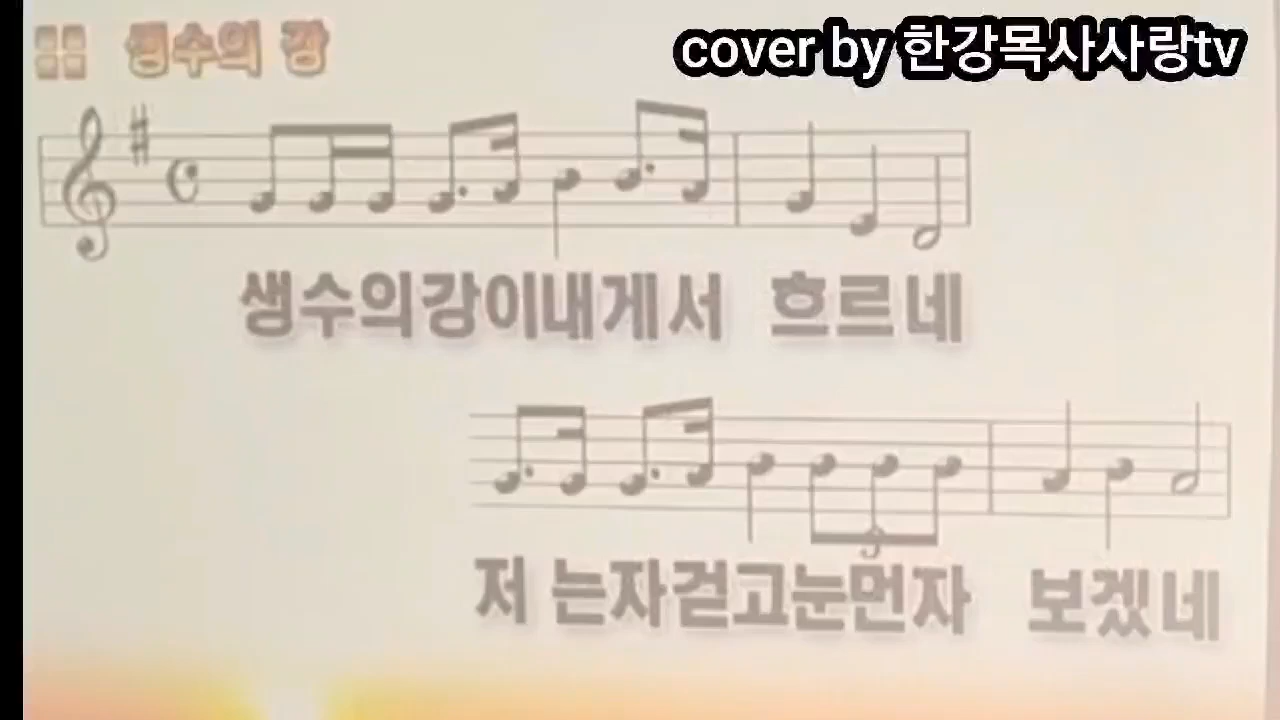 생수의 강
cover by 한강목사사랑tv
생수의강이내게서 흐르네
3
저 는자걷고눈먼자 보겠네